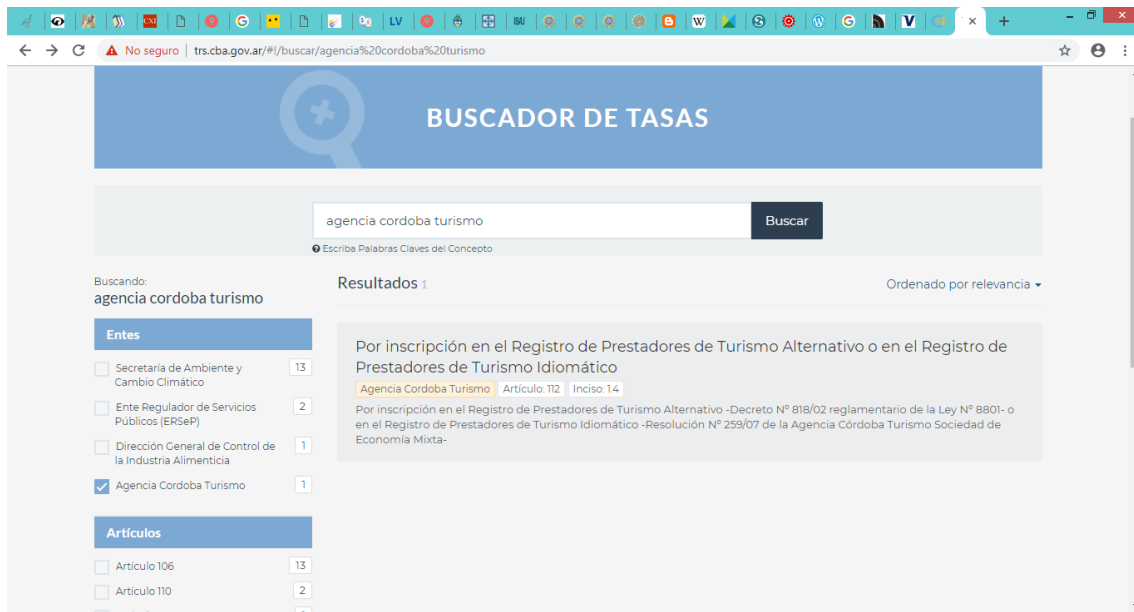 CXI
G
LV
ISU
W
G
V
No seguro | trs.cba.gov.ar/#!/buscar/agencia%20cordoba%20turismo
BUSCADOR DE TASAS
agencia cordoba turismo
Buscar
Escriba Palabras Claves del Concepto
Buscando:
agencia cordoba turismo
Resultados 1
Ordenado por relevancia
Entes
Secretaría de Ambiente y
Cambio Climático
13
Ente Regulador de Servicios
Públicos (ERSeP)
2
Dirección General de Control de
la Industria Alimenticia
1
Agencia Cordoba Turismo
1
Artículos
Artículo 106
13
Artículo 110
2
Por inscripción en el Registro de Prestadores de Turismo Alternativo o en el Registro de
Prestadores de Turismo Idiomático
Agencia Cordoba Turismo
Artículo: 112
Inciso: 1.4
Por inscripción en el Registro de Prestadores de Turismo Alternativo -Decreto Nº 818/02 reglamentario de la Ley Nº 8801- o
en el Registro de Prestadores de Turismo Idiomático -Resolución Nº 259/07 de la Agencia Córdoba Turismo Sociedad de
Economía Mixta-